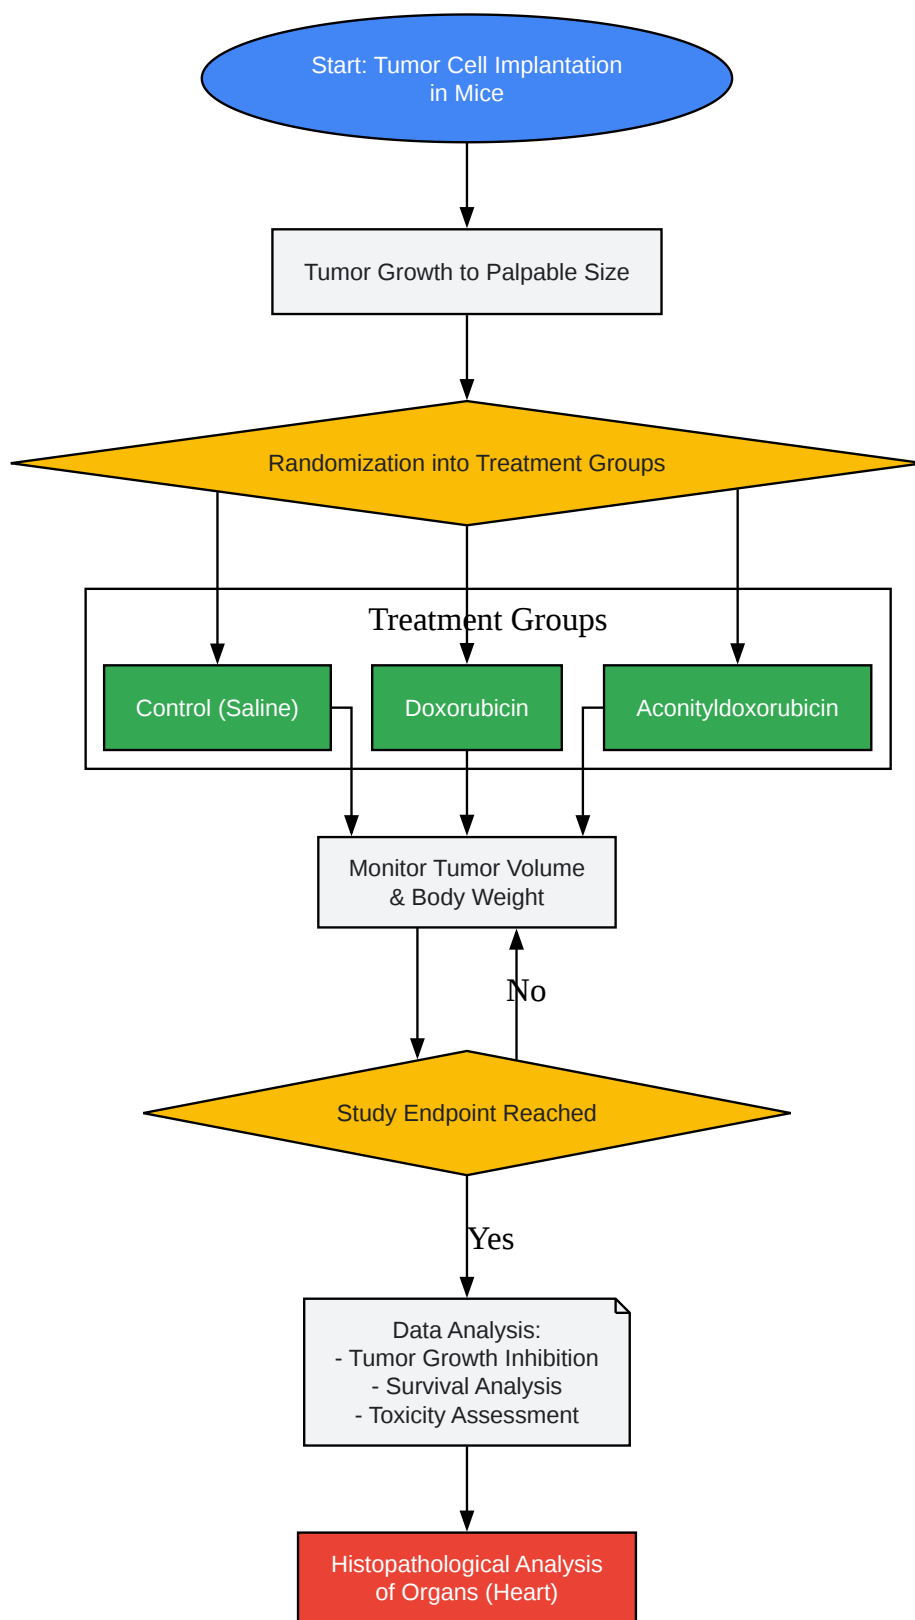 Start: Tumor Cell Implantation
in Mice
Tumor Growth to Palpable Size
Randomization into Treatment Groups
Treatment Groups
Control (Saline)
Doxorubicin
Aconityldoxorubicin
Monitor Tumor Volume
& Body Weight
No
Study Endpoint Reached
Yes
Data Analysis:
- Tumor Growth Inhibition
- Survival Analysis
- Toxicity Assessment
Histopathological Analysis
of Organs (Heart)